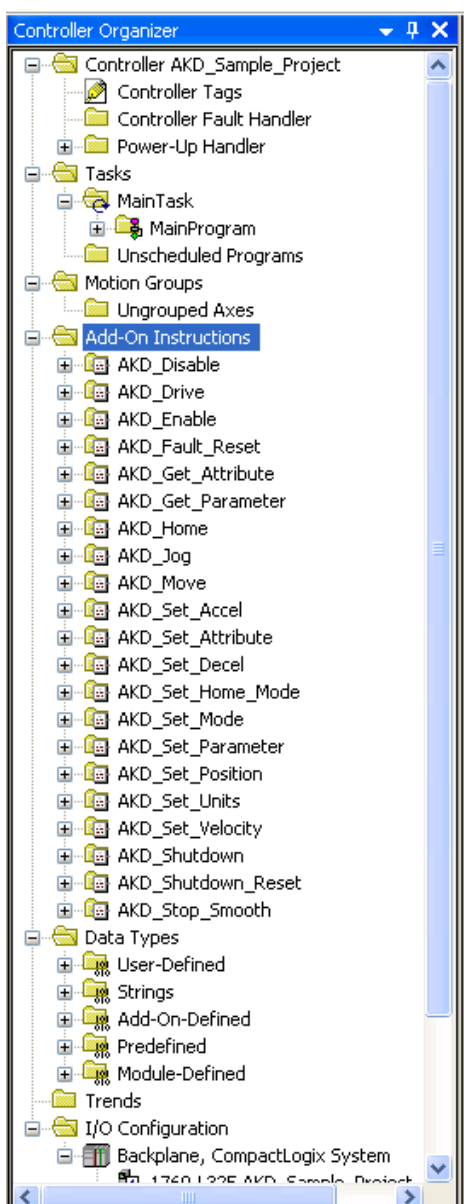 Controller Organizer
Controller AKD_Sample_Project
Controller Tags
Controller Fault Handler
Power-Up Handler
Tasks
MainTask
MainProgram
Unscheduled Programs
Motion Groups
Ungrouped Axes
Add-On Instructions
AKD_Disable
AKD_Drive
AKD_Enable
AKD_Fault_Reset
AKD_Get_Attribute
AKD_Get_Parameter
AKD_Home
AKD_Jog
AKD_Move
AKD_Set_Accel
AKD_Set_Attribute
AKD_Set_Decel
AKD_Set_Home_Mode
AKD_Set_Mode
AKD_Set_Parameter
AKD_Set_Position
AKD_Set_Units
AKD_Set_Velocity
AKD_Shutdown
AKD_Shutdown_Reset
AKD_Stop_Smooth
Data Types
User-Defined
Strings
Add-On-Defined
Predefined
Module-Defined
Trends
I/O Configuration
Backplane, CompactLogix System
AKD_Sample_Project